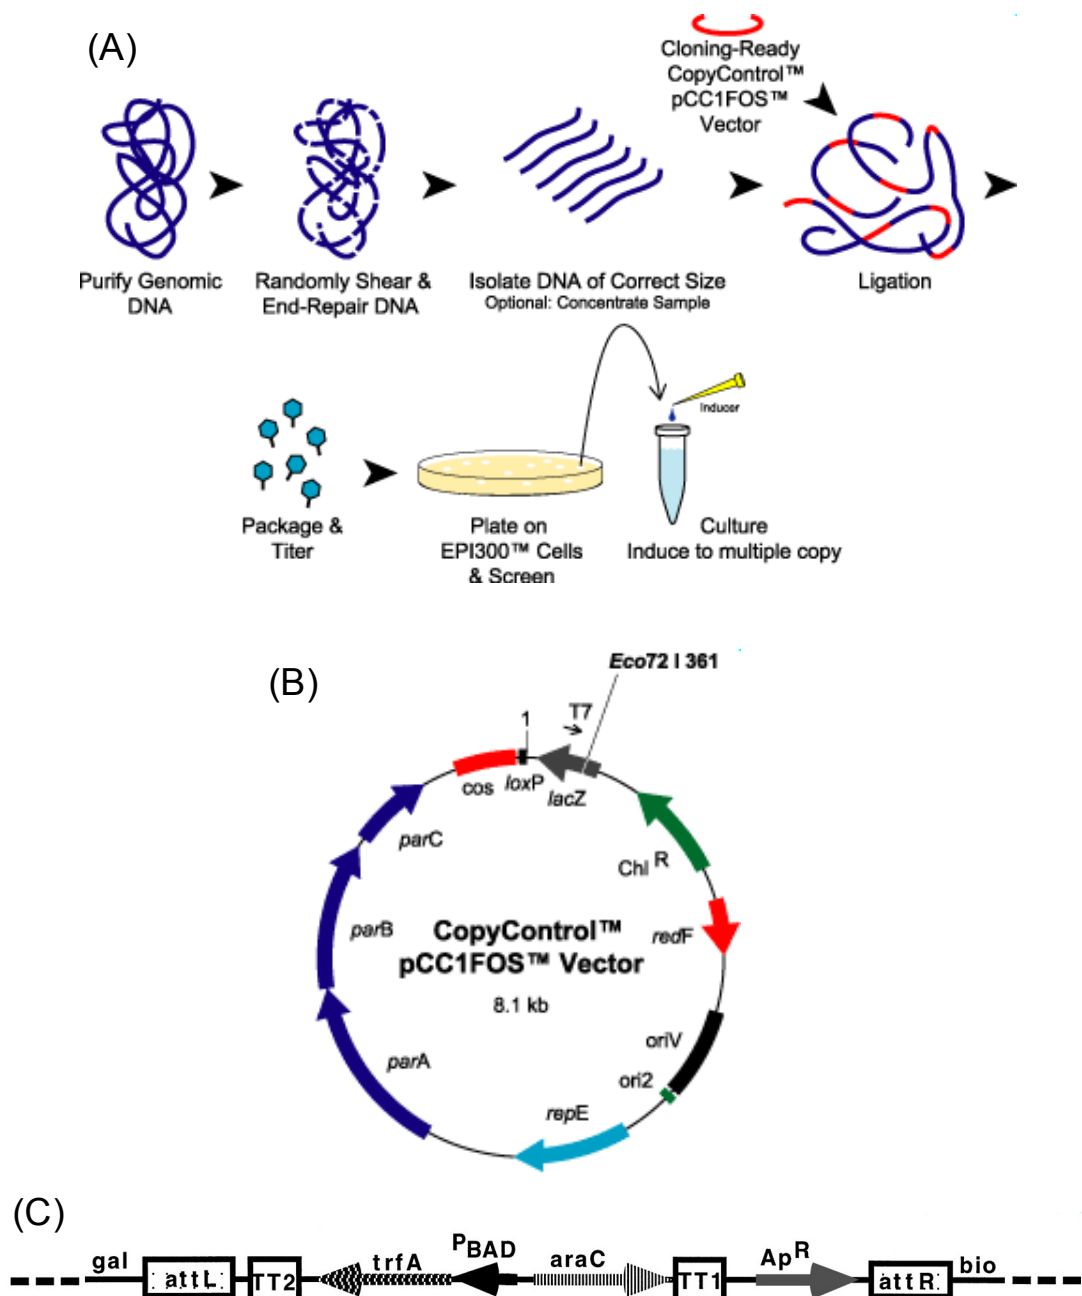 (A)
Cloning-Ready
CopyControl™
pCC1FOS™
Vector
Purify Genomic
DNA
Randomly Shear &
End-Repair DNA
Isolate DNA of Correct Size
Optional: Concentrate Sample
Ligation
Inducer
Package &
Titer
Plate on
EPI300™ Cells
& Screen
Culture
Induce to multiple copy
(B)
Eco72 I 361
T7
1
cos
loxP
lacZ
parC
Chl R
parB
redF
CopyControl™
pCC1FOS™ Vector
8.1 kb
oriV
parA
ori2
repE
(C)
gal
attL
TT2
trfA
PBAD
araC
TT1
ApR
attR
bio